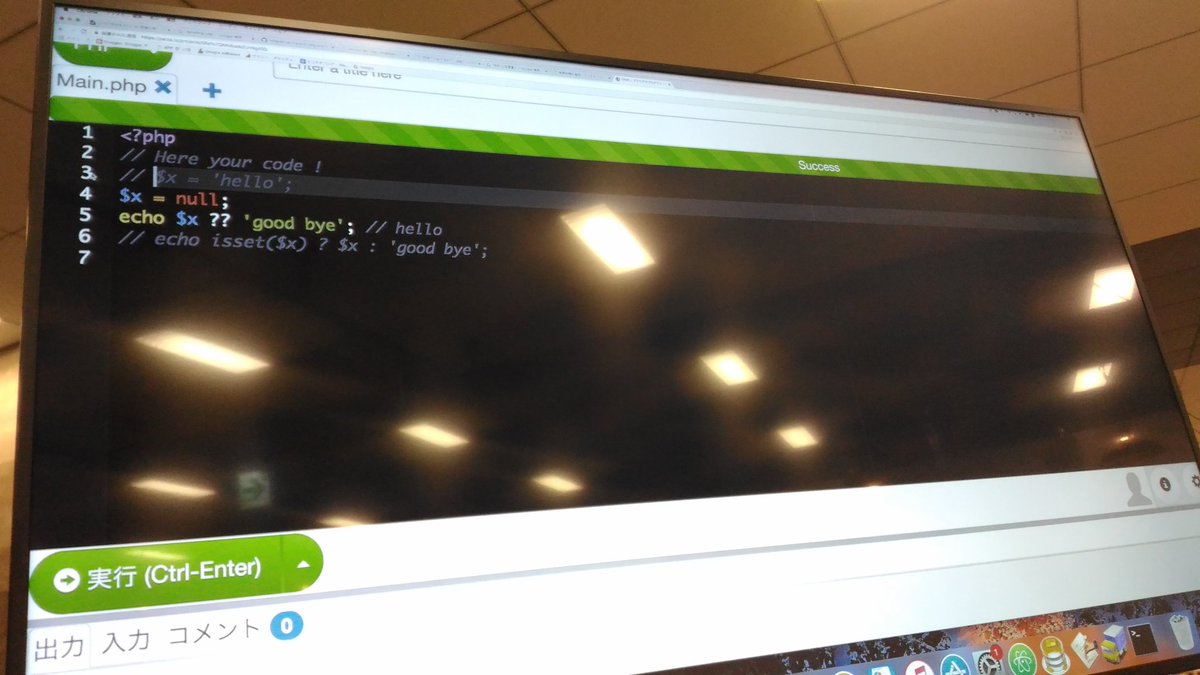 PHP
Main.php
Enter a title here
Success
1 <?php
2 // Here your code !
3 // $x = 'hello';
4 $x = null;
5 echo $x ?? 'good bye'; // hello
6 // echo isset($x) ? $x : 'good bye';
7
実行 (Ctrl-Enter)
出力 入力 コメント 0
1